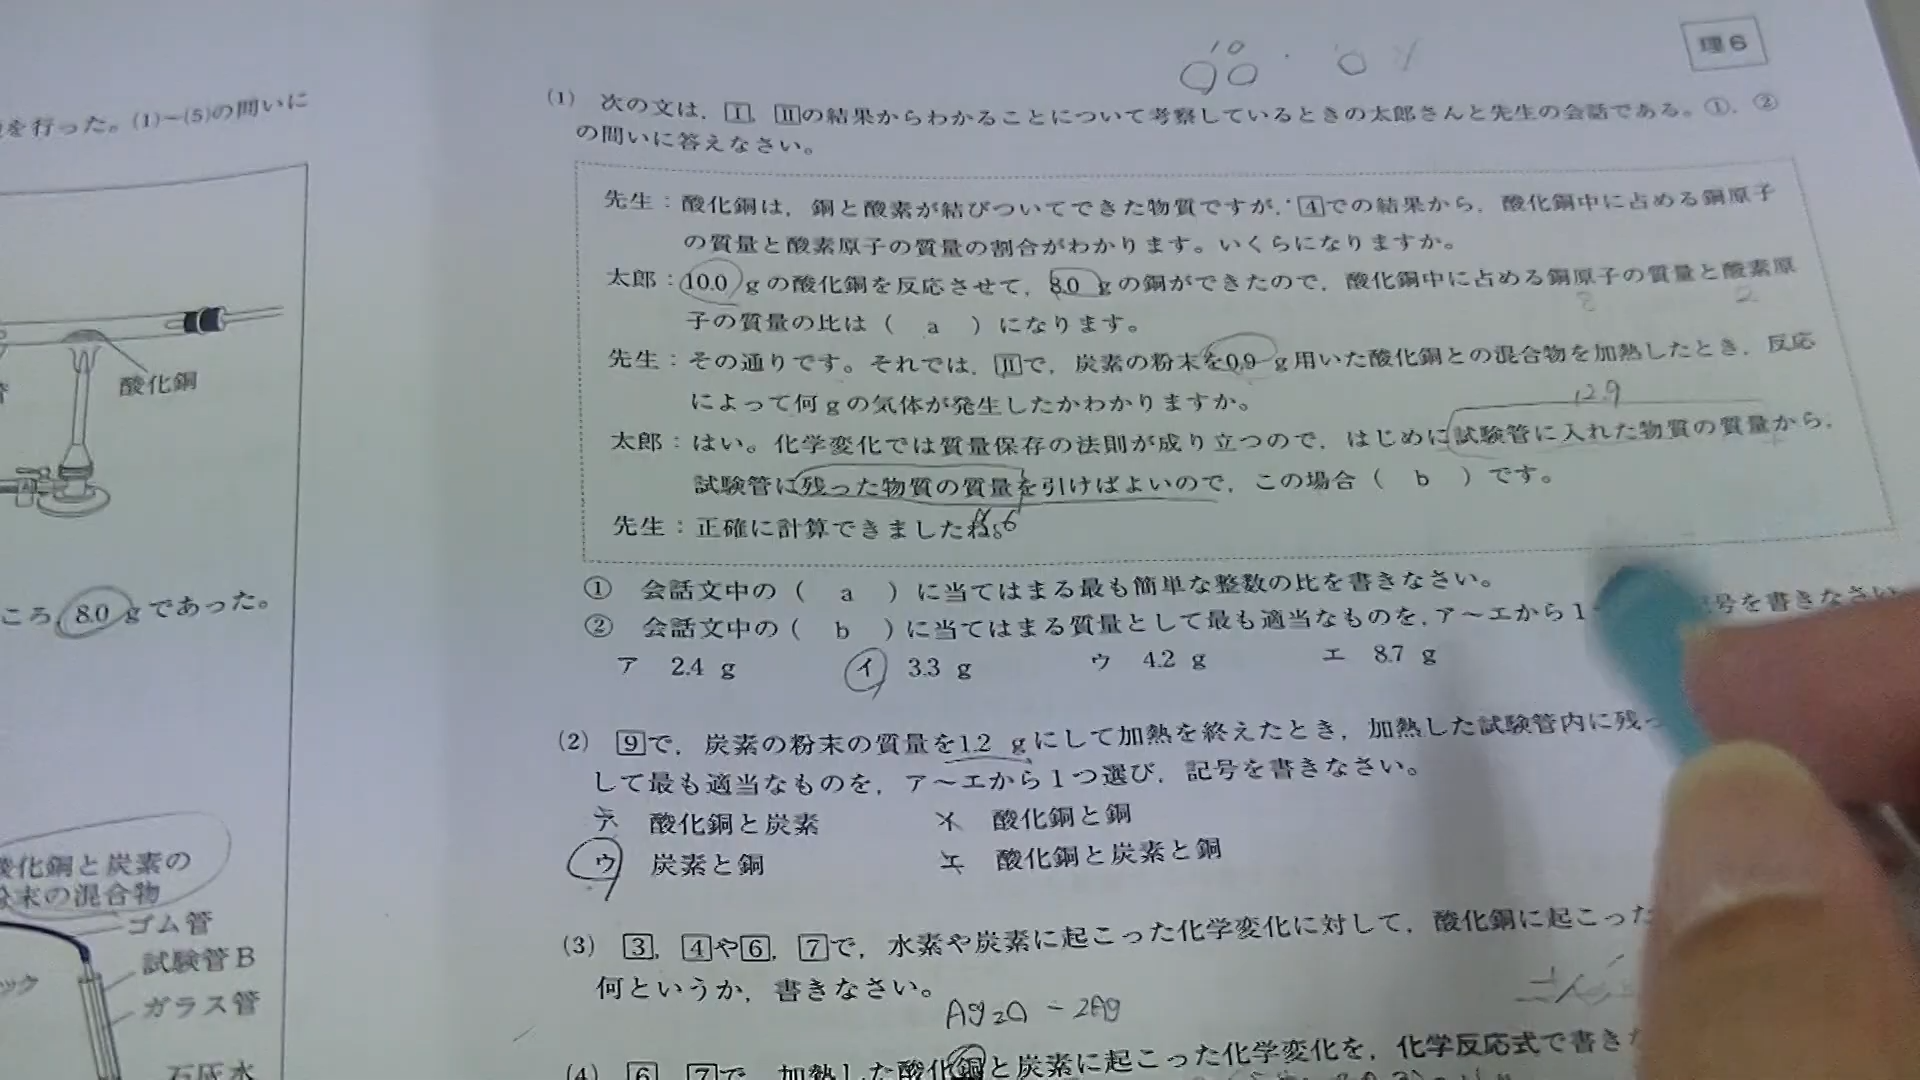 を行った。(1)~(5)の問いに
酸化銅
ころ, 8.0 gであった。
酸化銅と炭素の
粉末の混合物
ゴム管
試験管B
ガラス管
石灰水
理6
(1) 次の文は, Ⅰ, Ⅱの結果からわかることについて考察しているときの太郎さんと先生の会話である。①, ②
の問いに答えなさい。
先生：酸化銅は, 銅と酸素が結びついてできた物質ですが, 4での結果から, 酸化銅中に占める銅原子
の質量と酸素原子の質量の割合がわかります。いくらになりますか。
太郎：10.0 gの酸化銅を反応させて, 8.0 gの銅ができたので, 酸化銅中に占める銅原子の質量と酸素原
子の質量の比は ( a ) になります。
先生：その通りです。それでは, Ⅱで, 炭素の粉末を0.9 g用いた酸化銅との混合物を加熱したとき, 反応
によって何gの気体が発生したかわかりますか。
12.9
太郎：はい。化学変化では質量保存の法則が成り立つので, はじめに試験管に入れた物質の質量から,
試験管に残った物質の質量を引けばよいので, この場合 ( b ) です。
先生：正確に計算できましたね。
① 会話文中の ( a ) に当てはまる最も簡単な整数の比を書きなさい。
② 会話文中の ( b ) に当てはまる質量として最も適当なものを, ア~エから1 記号を書きなさい
ア 2.4 g イ 3.3 g ウ 4.2 g エ 8.7 g
(2) 9で, 炭素の粉末の質量を1.2 gにして加熱を終えたとき, 加熱した試験管内に残っ
して最も適当なものを, ア~エから1つ選び, 記号を書きなさい。
ア 酸化銅と炭素 イ 酸化銅と銅
ウ 炭素と銅 エ 酸化銅と炭素と銅
(3) 3, 4や6, 7で, 水素や炭素に起こった化学変化に対して, 酸化銅に起こった
何というか, 書きなさい。
Ag₂O - 2Ag
(4) 6, 7で, 加熱した酸化銅と炭素に起こった化学変化を, 化学反応式で書き